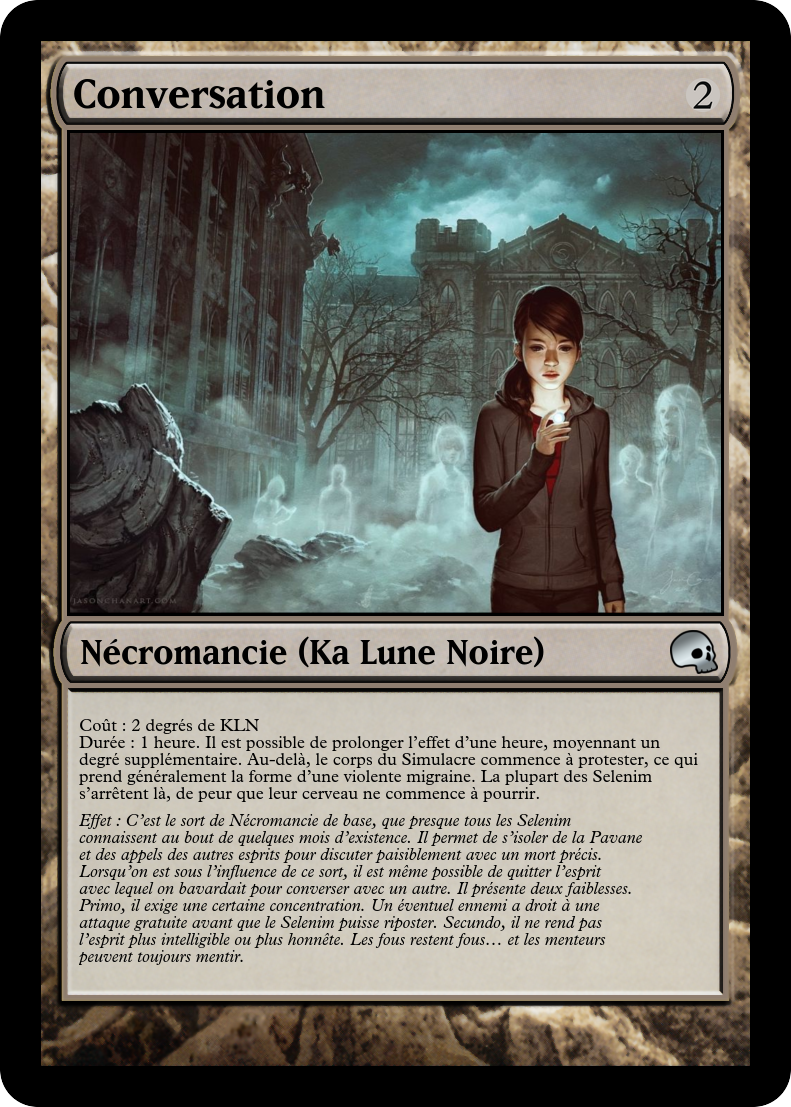 Conversation
2
JASONCHANART.COM
Nécromancie (Ka Lune Noire)
Coût : 2 degrés de KLN
Durée : 1 heure. Il est possible de prolonger l’effet d’une heure, moyennant un
degré supplémentaire. Au-delà, le corps du Simulacre commence à protester, ce qui
prend généralement la forme d’une violente migraine. La plupart des Selenim
s’arrêtent là, de peur que leur cerveau ne commence à pourrir.
Effet : C’est le sort de Nécromancie de base, que presque tous les Selenim
connaissent au bout de quelques mois d’existence. Il permet de s’isoler de la Pavane
et des appels des autres esprits pour discuter paisiblement avec un mort précis.
Lorsqu’on est sous l’influence de ce sort, il est même possible de quitter l’esprit
avec lequel on bavardait pour converser avec un autre. Il présente deux faiblesses.
Primo, il exige une certaine concentration. Un éventuel ennemi a droit à une
attaque gratuite avant que le Selenim puisse riposter. Secundo, il ne rend pas
l’esprit plus intelligible ou plus honnête. Les fous restent fous… et les menteurs
peuvent toujours mentir.